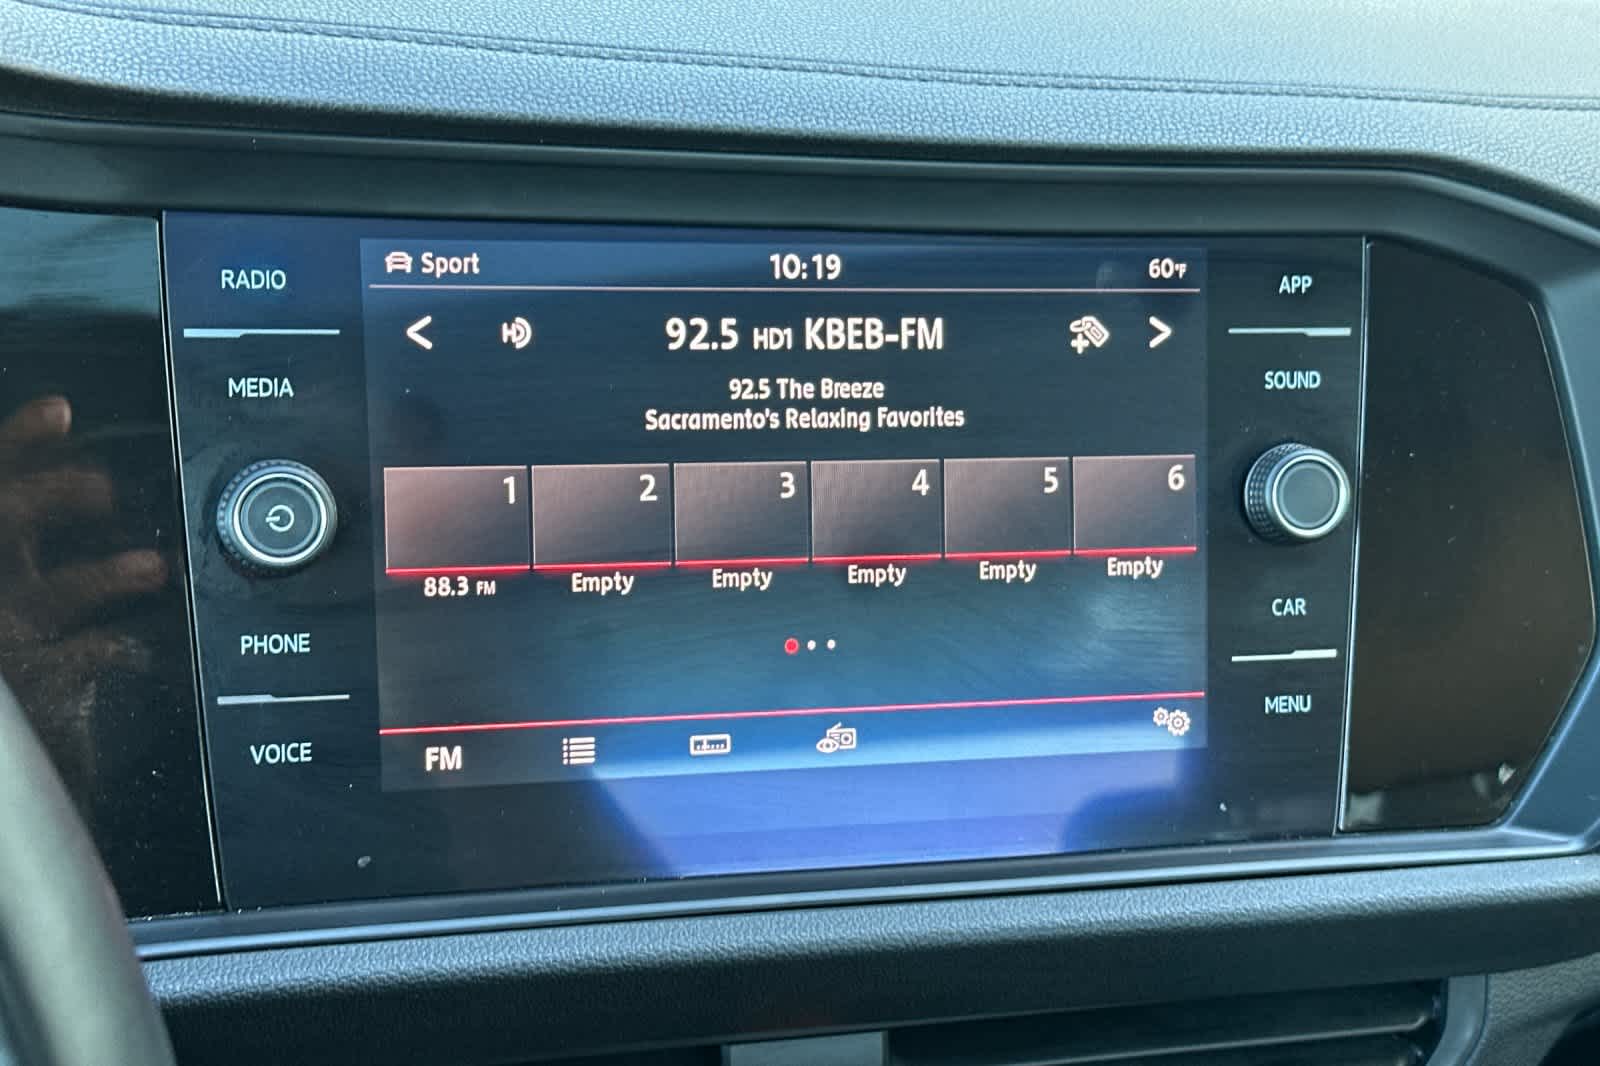 RADIO
MEDIA
PHONE
VOICE
Sport 10:19 60°F
< HD 92.5 HD1 KBEB-FM >
92.5 The Breeze
Sacramento's Relaxing Favorites
1 2 3 4 5 6
88.3 FM Empty Empty Empty Empty Empty
FM
APP
SOUND
CAR
MENU